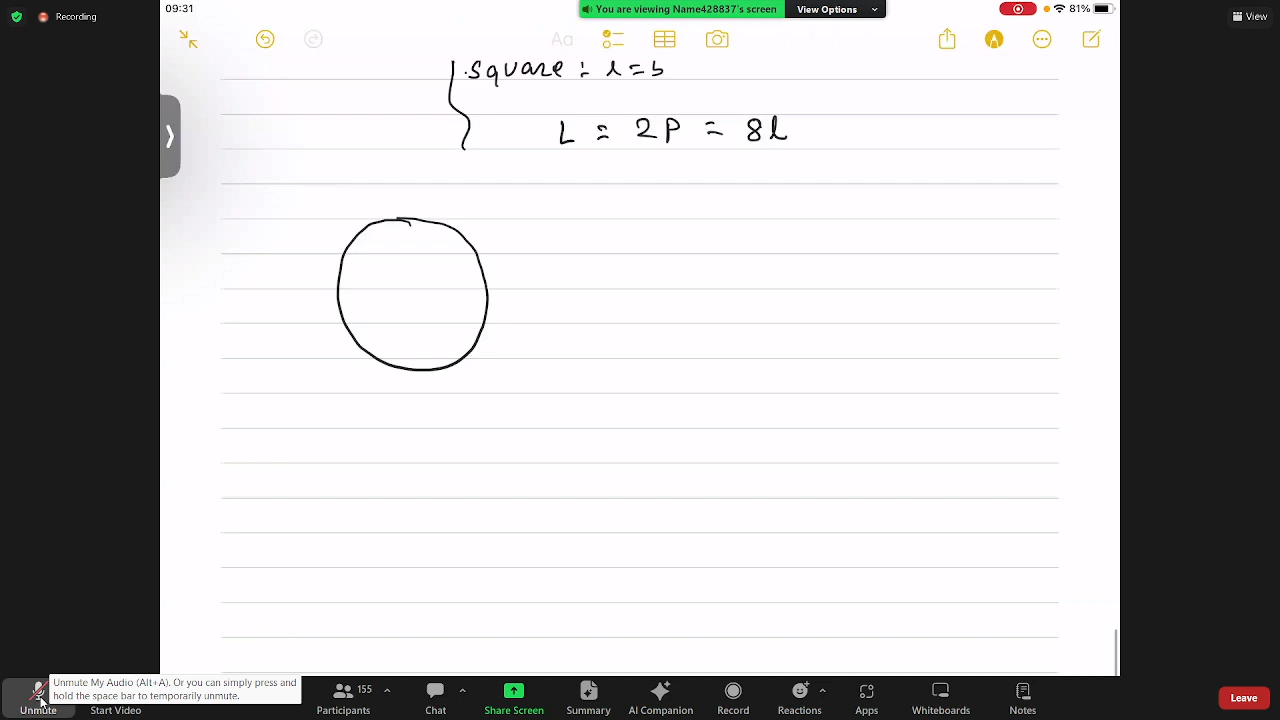 09:31
You are viewing Name428837's screen
View Options
81%
Recording
View
Aa
square : l = b
L = 2P = 8l
Unmute My Audio (Alt+A). Or you can simply press and
hold the space bar to temporarily unmute.
155
Unmute
Start Video
Participants
Chat
Share Screen
Summary
AI Companion
Record
Reactions
Apps
Whiteboards
Notes
Leave